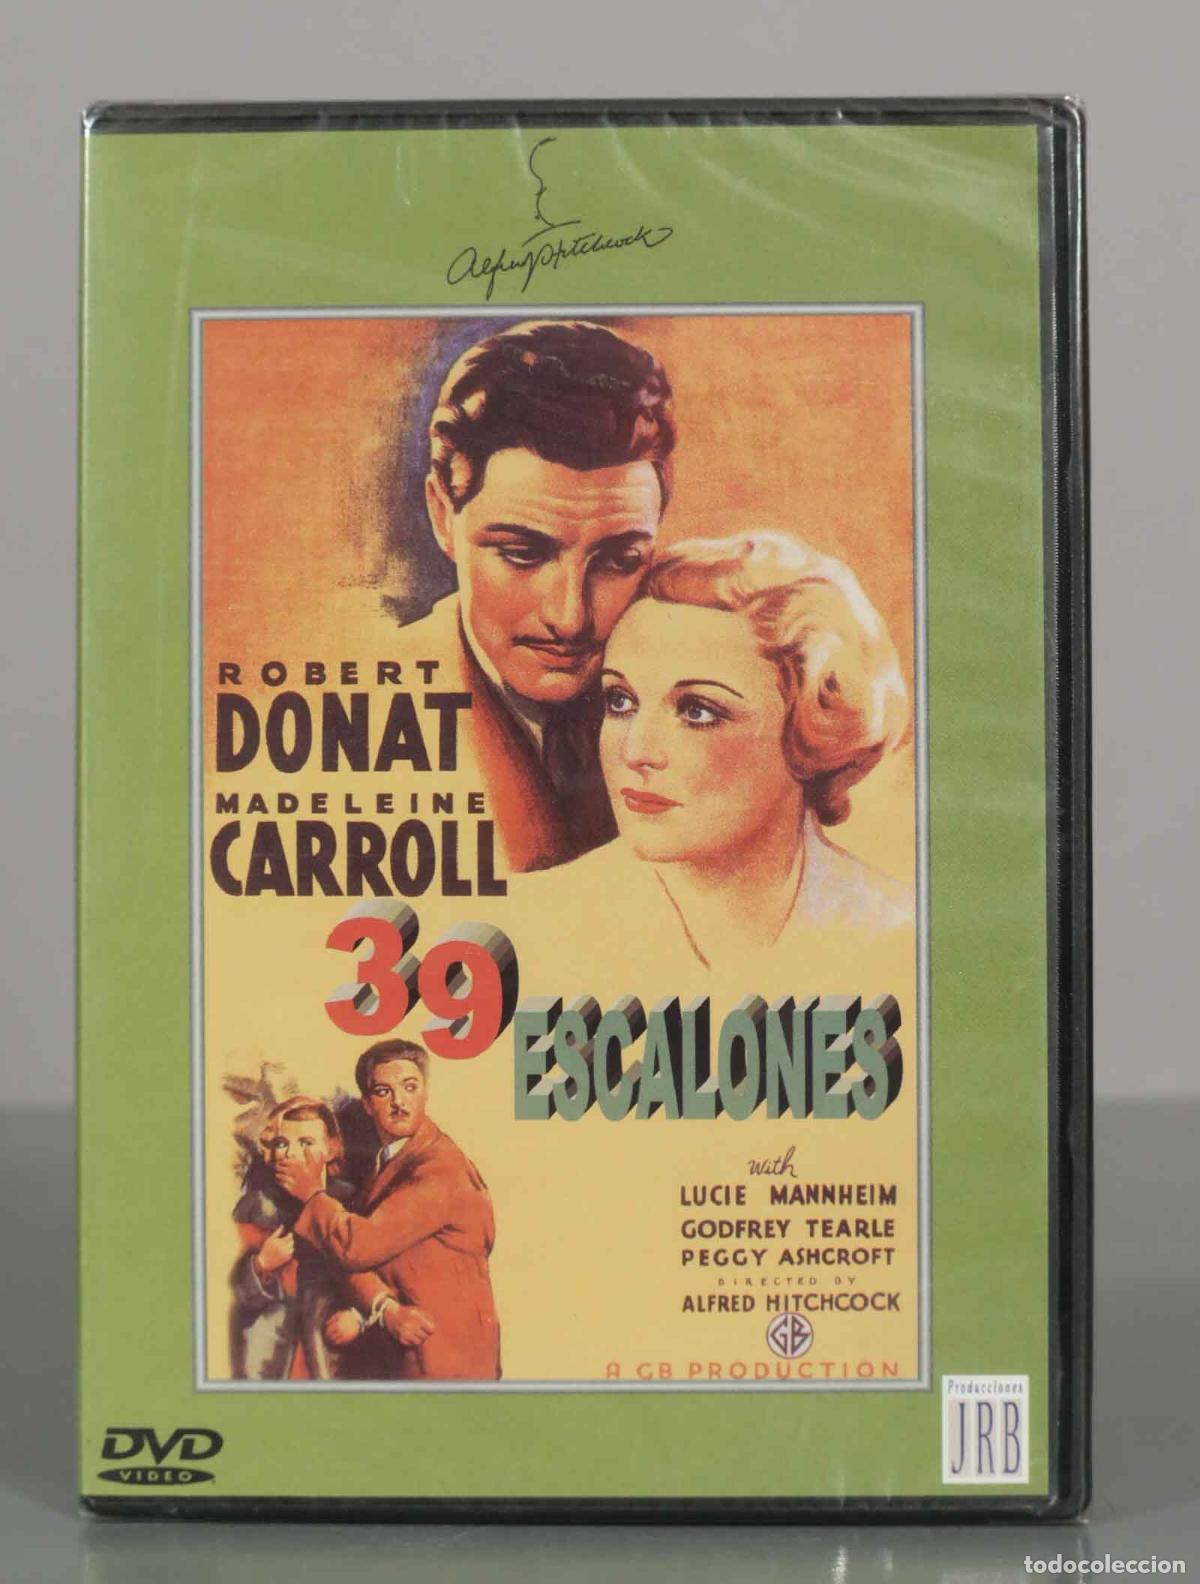 Alfred Hitchcock
ROBERT
DONAT
MADELEINE
CARROLL
39
ESCALONES
with
LUCIE MANNHEIM
GODFREY TEARLE
PEGGY ASHCROFT
DIRECTED BY
ALFRED HITCHCOCK
GB
A GB PRODUCTION
Producciones
JRB
DVD
VIDEO
todocoleccion